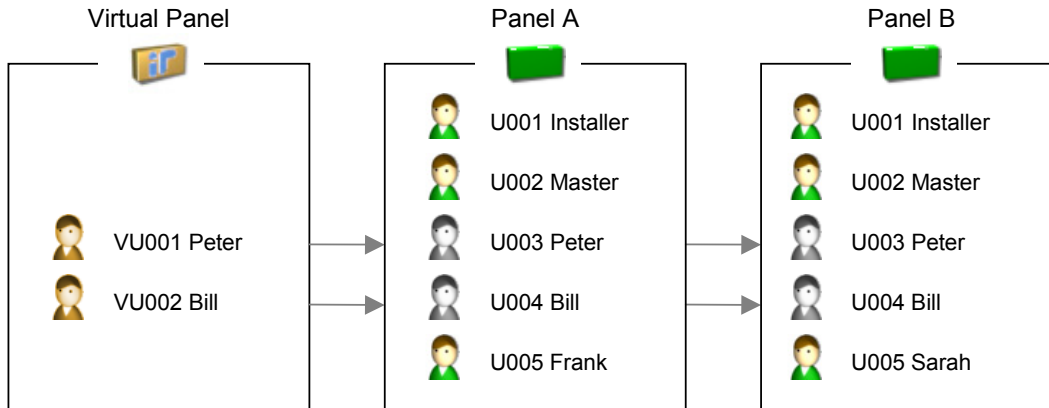 Virtual Panel
Panel A
Panel B
ir
U001 Installer
U001 Installer
U002 Master
U002 Master
VU001 Peter
U003 Peter
U003 Peter
VU002 Bill
U004 Bill
U004 Bill
U005 Frank
U005 Sarah